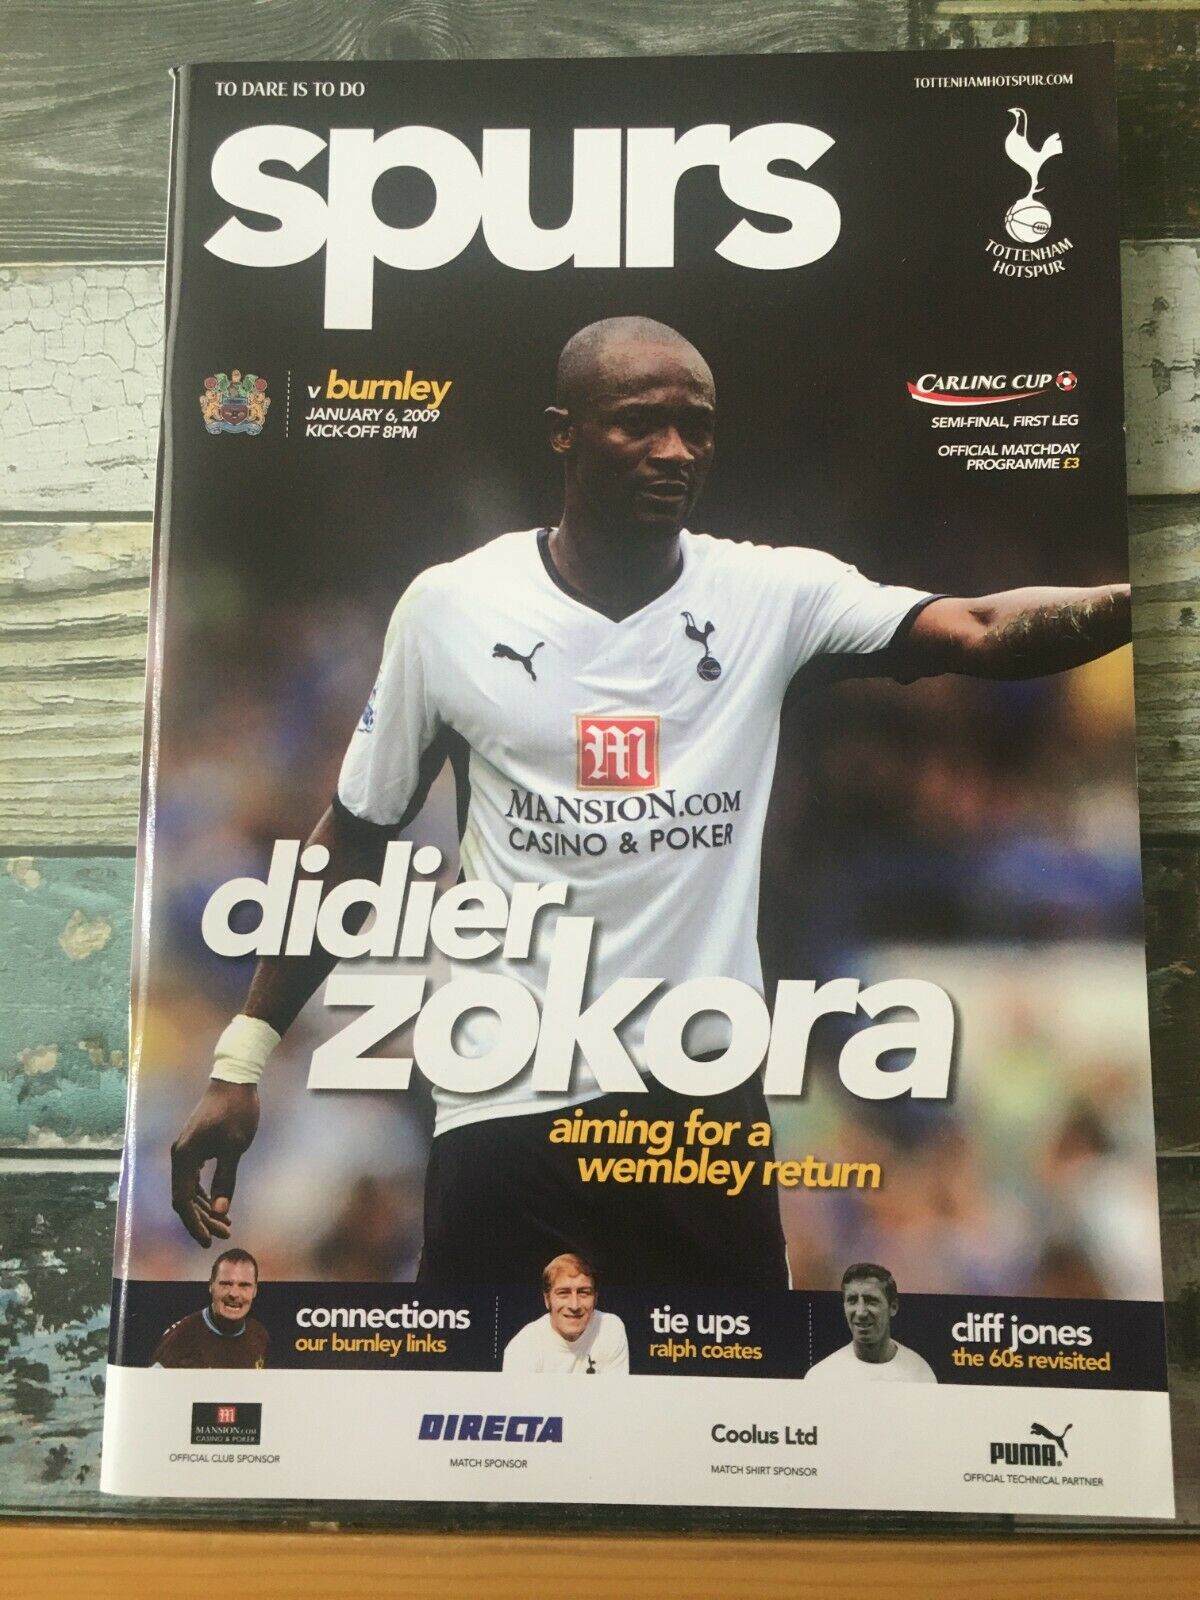 TO DARE IS TO DO
TOTTENHAMHOTSPUR.COM
spurs
TOTTENHAM
HOTSPUR
v burnley
JANUARY 6, 2009
KICK-OFF 8PM
CARLING CUP
SEMI-FINAL, FIRST LEG
OFFICIAL MATCHDAY
PROGRAMME £3
M
MANSION.COM
CASINO & POKER
didier
zokora
aiming for a
wembley return
connections
our burnley links
tie ups
ralph coates
cliff jones
the 60s revisited
M
MANSION.COM
CASINO & POKER
OFFICIAL CLUB SPONSOR
DIRECTA
MATCH SPONSOR
Coolus Ltd
MATCH SHIRT SPONSOR
PUMA
OFFICIAL TECHNICAL PARTNER